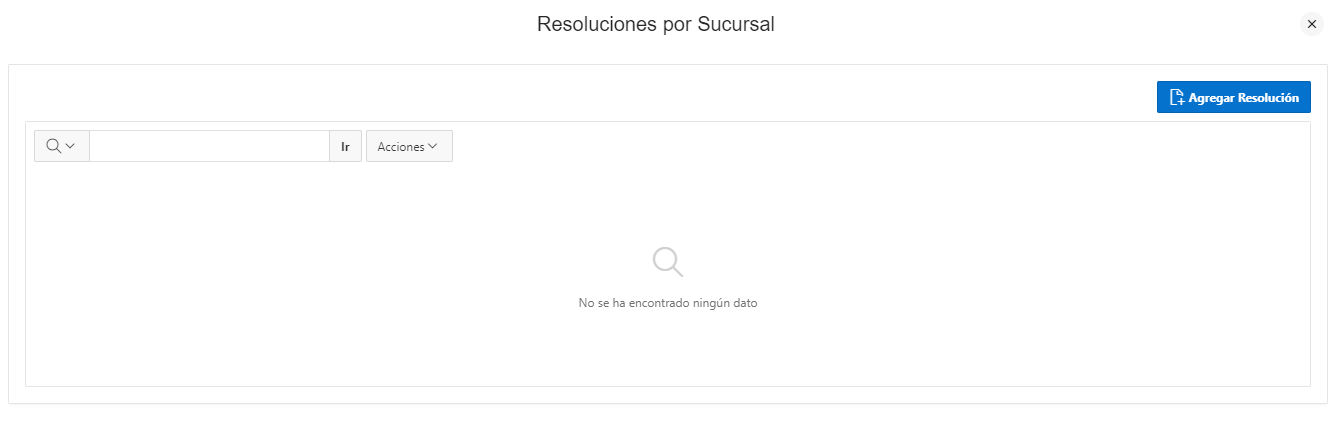 Resoluciones por Sucursal
Agregar Resolución
Ir
Acciones
No se ha encontrado ningún dato